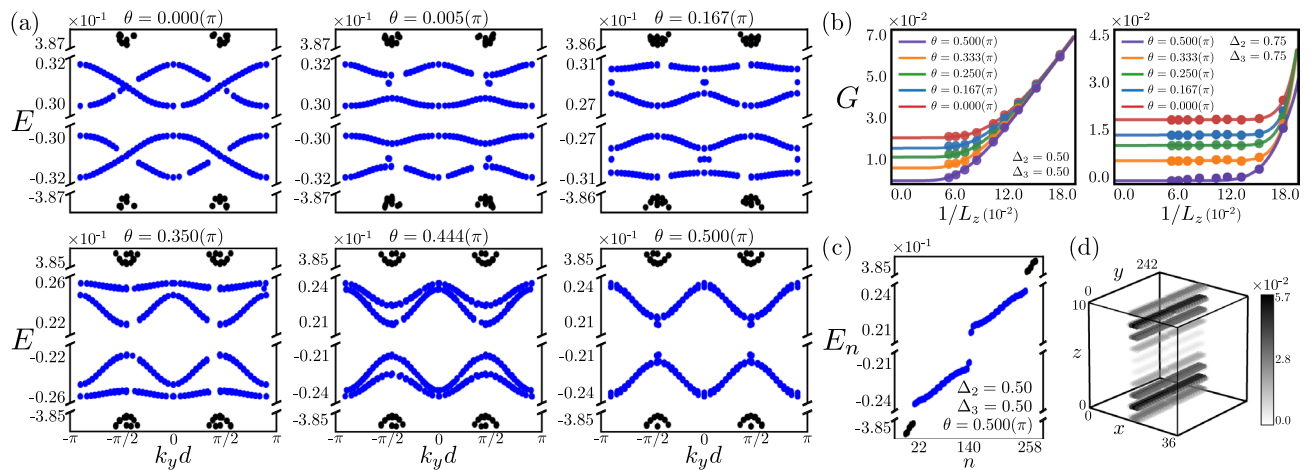 (a)
×10⁻¹ θ = 0.000(π)
×10⁻¹ θ = 0.005(π)
×10⁻¹ θ = 0.167(π)
E
3.87
0.32
0.30
-0.30
-0.32
-3.87
3.87
0.32
0.30
-0.30
-0.32
-3.87
3.86
0.31
0.27
-0.27
-0.31
-3.86
×10⁻¹ θ = 0.350(π)
×10⁻¹ θ = 0.444(π)
×10⁻¹ θ = 0.500(π)
E
3.85
0.26
0.22
-0.22
-0.26
-3.85
3.85
0.24
0.21
-0.21
-0.24
-3.85
3.85
0.24
0.21
-0.21
-0.24
-3.85
-π -π/2 0 π/2 π
-π -π/2 0 π/2 π
-π -π/2 0 π/2 π
k_y d
k_y d
k_y d
(b)
×10⁻²
G
7.0
5.0
3.0
1.0
θ = 0.500(π)
θ = 0.333(π)
θ = 0.250(π)
θ = 0.167(π)
θ = 0.000(π)
Δ₂ = 0.50
Δ₃ = 0.50
0.0 6.0 12.0 18.0
1/L_z (10⁻²)
×10⁻²
4.5
3.0
1.5
0.0
θ = 0.500(π)
θ = 0.333(π)
θ = 0.250(π)
θ = 0.167(π)
θ = 0.000(π)
Δ₂ = 0.75
Δ₃ = 0.75
0.0 6.0 12.0 18.0
1/L_z (10⁻²)
(c)
×10⁻¹
E_n
3.85
0.24
0.21
-0.21
-0.24
-3.85
Δ₂ = 0.50
Δ₃ = 0.50
θ = 0.500(π)
22 140 258
n
(d)
242
y
0
10
z
0
0
x
36
×10⁻²
5.7
2.8
0.0